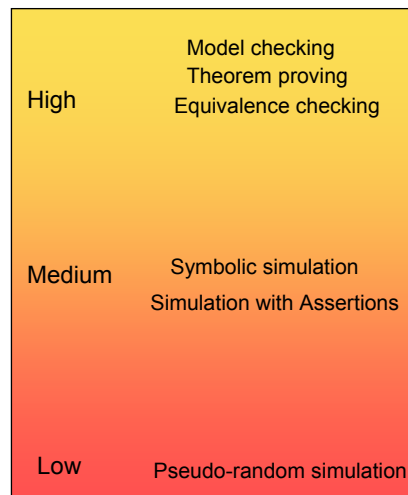 Model checking
Theorem proving
High Equivalence checking
Medium Symbolic simulation
Simulation with Assertions
Low Pseudo-random simulation